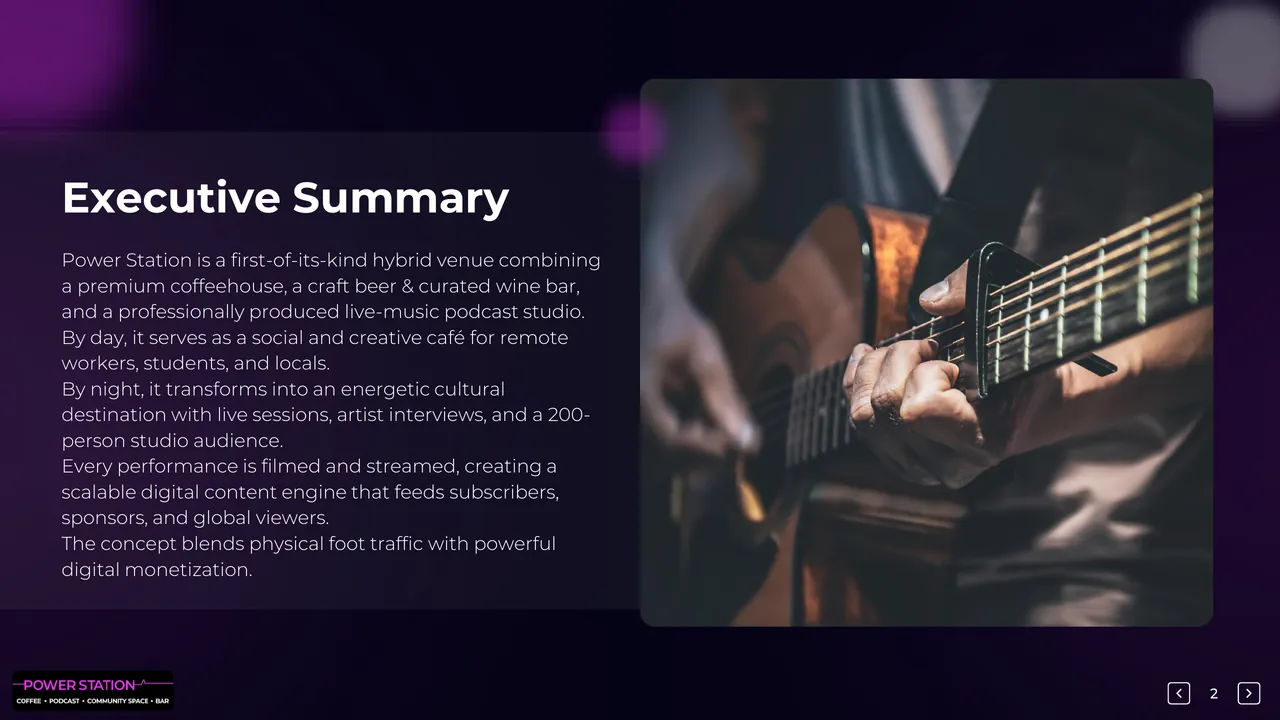 Executive Summary
Power Station is a first-of-its-kind hybrid venue combining
a premium coffeehouse, a craft beer & curated wine bar,
and a professionally produced live-music podcast studio.
By day, it serves as a social and creative café for remote
workers, students, and locals.
By night, it transforms into an energetic cultural
destination with live sessions, artist interviews, and a 200-
person studio audience.
Every performance is filmed and streamed, creating a
scalable digital content engine that feeds subscribers,
sponsors, and global viewers.
The concept blends physical foot traffic with powerful
digital monetization.
POWER STATION
COFFEE • PODCAST • COMMUNITY SPACE • BAR
2